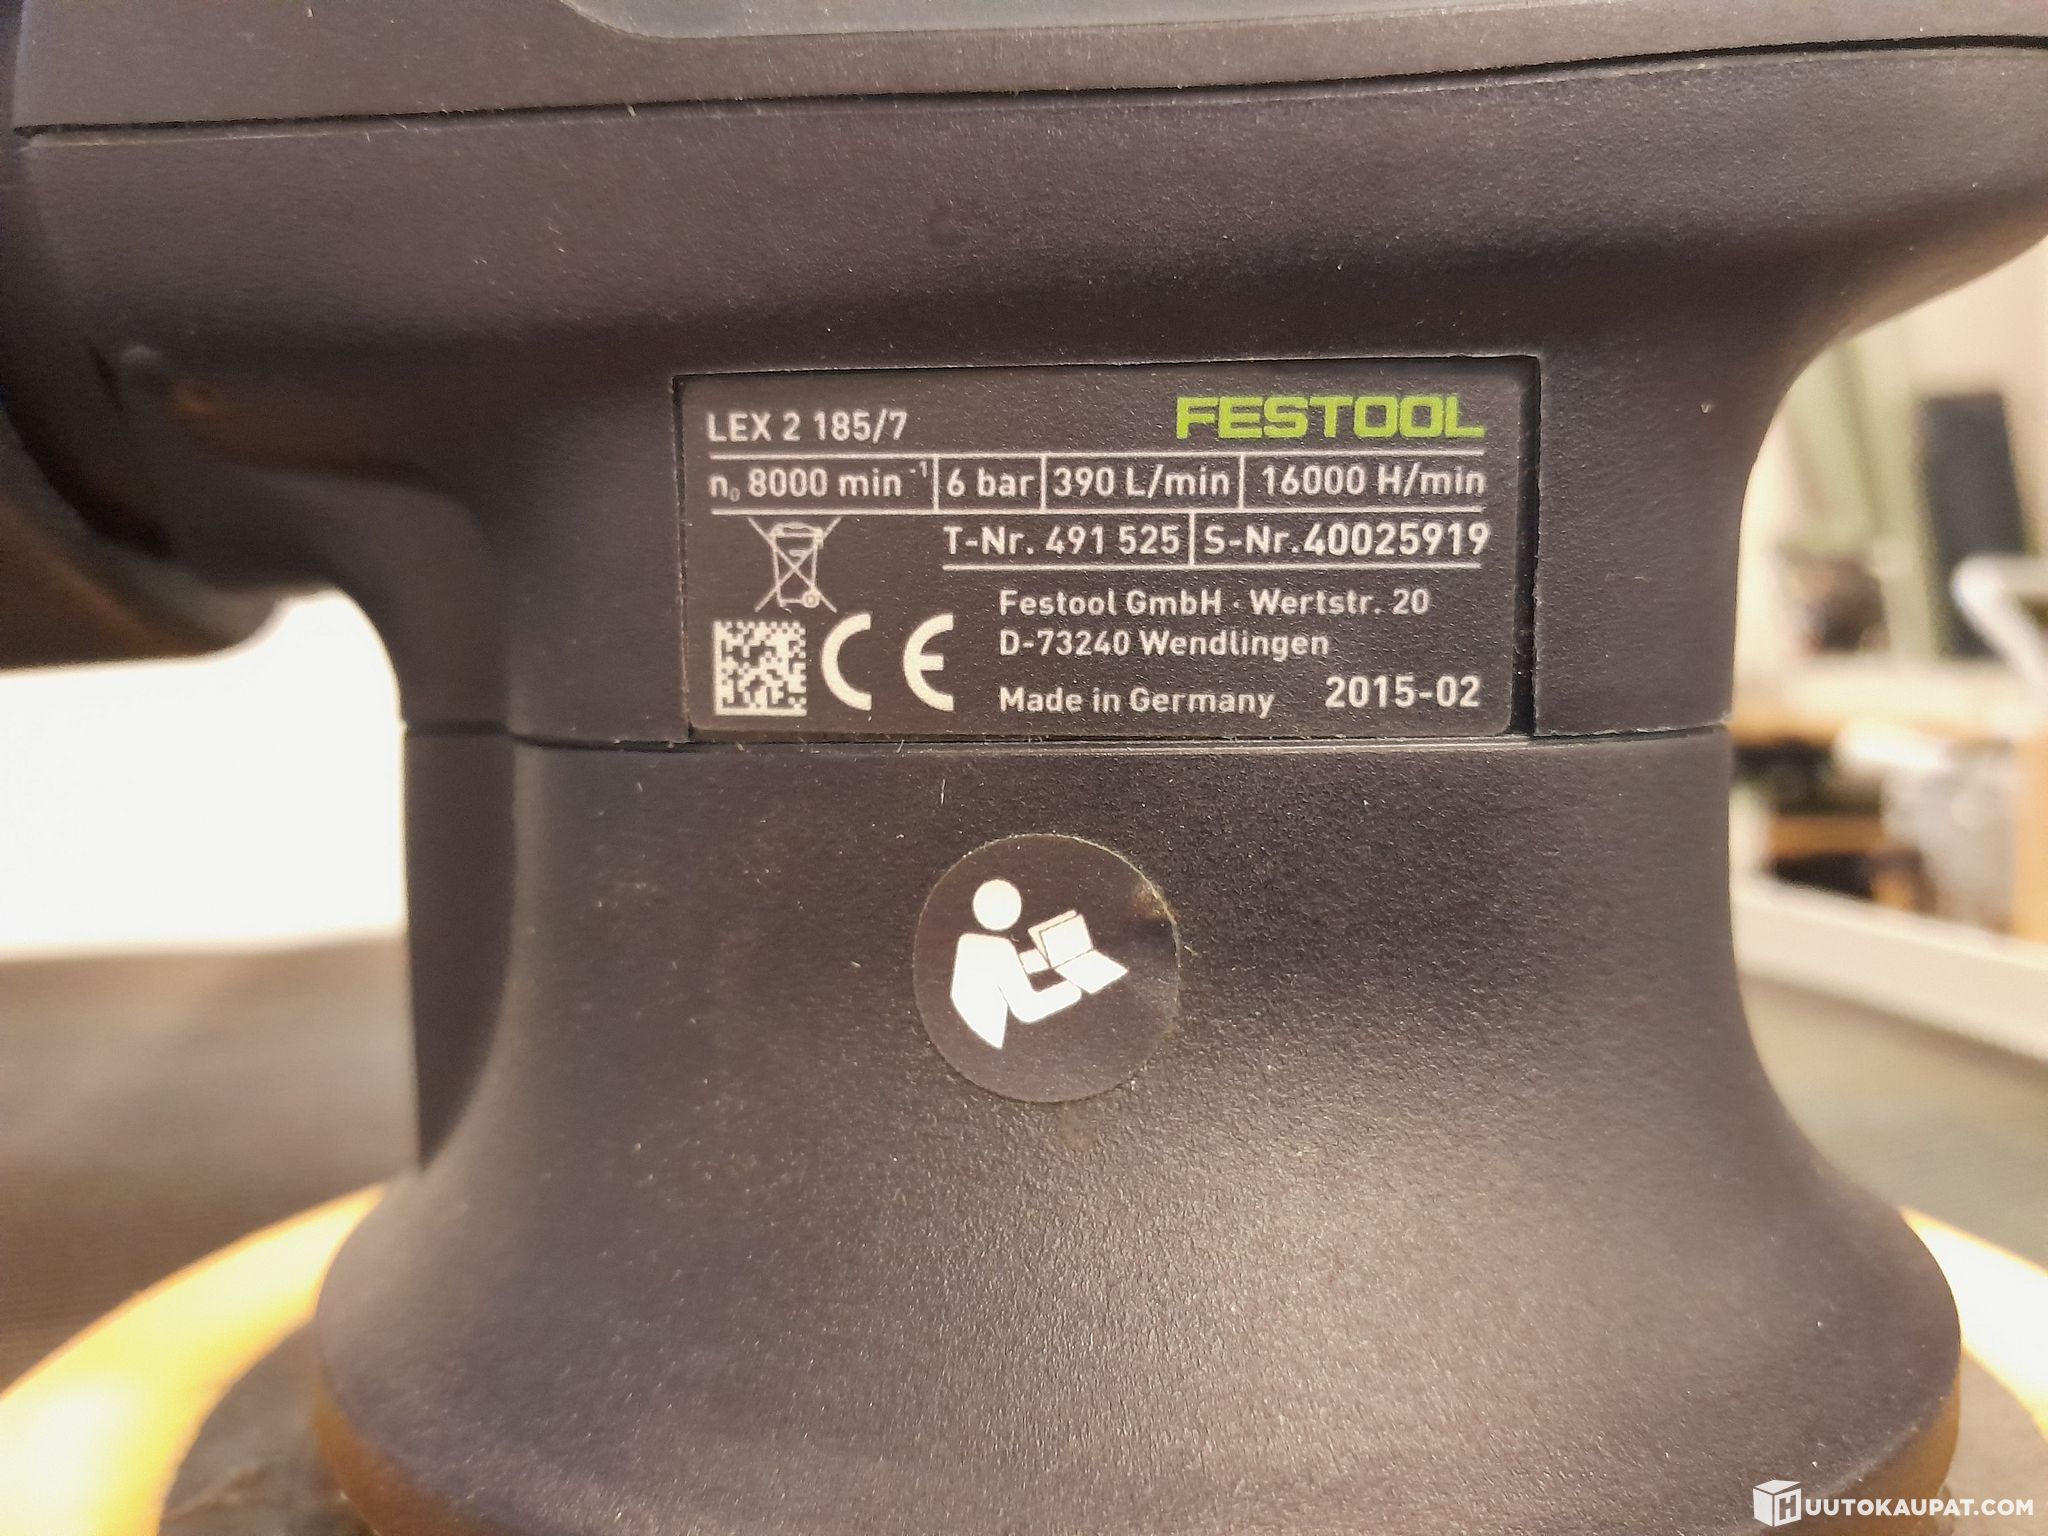 LEX 2 185/7 FESTOOL
n₀ 8000 min⁻¹ 6 bar 390 L/min 16000 H/min
T-Nr. 491 525 S-Nr.40025919
Festool GmbH · Wertstr. 20
D-73240 Wendlingen
CE
Made in Germany 2015-02
HUUTOKAUPAT.COM